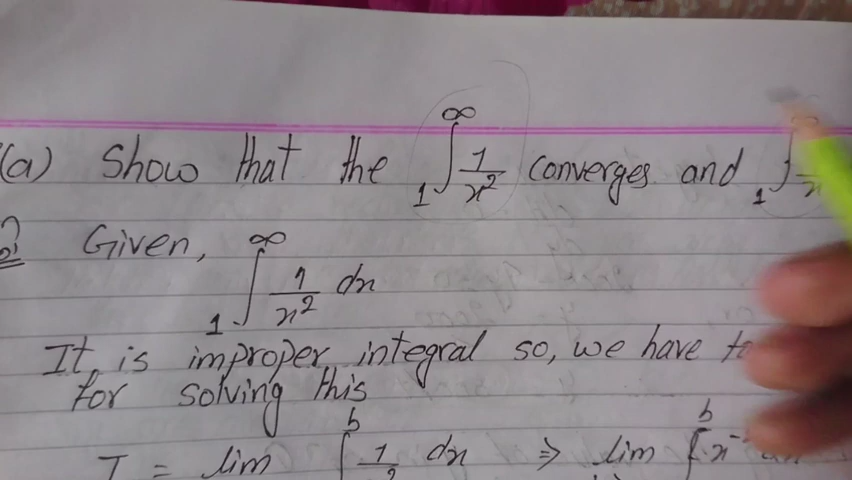 (a) Show that the ∫₁^∞ 1/x² converges and ∫₁
Given,
∫₁^∞ 1/x² dx
It is improper integral so, we have
for solving this
I = lim ∫^b 1/x² dx ⇒ lim ∫^b x⁻